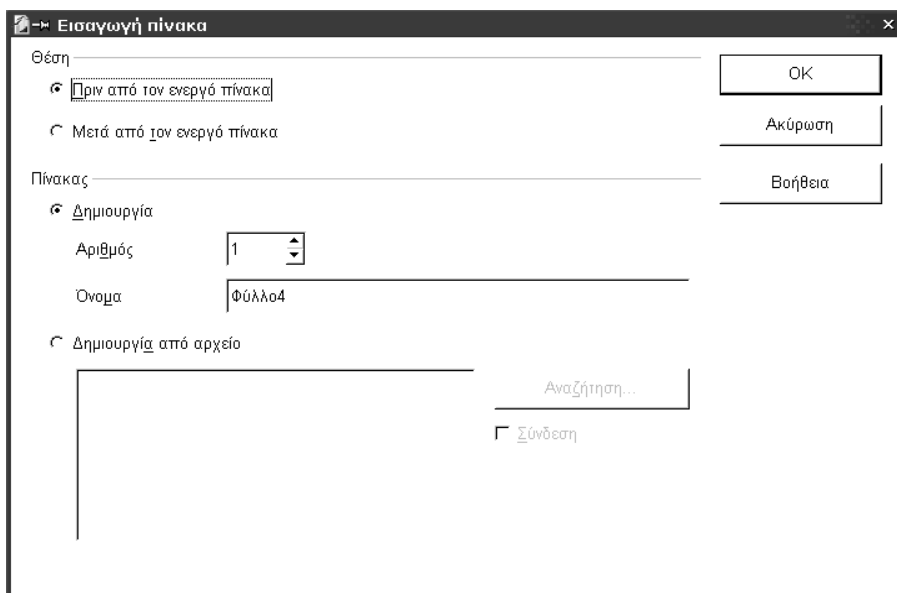 Εισαγωγή πίνακα
Θέση
Πριν από τον ενεργό πίνακα
Μετά από τον ενεργό πίνακα
Πίνακας
Δημιουργία
Αριθμός 1
Όνομα Φύλλο4
Δημιουργία από αρχείο
Αναζήτηση...
Σύνδεση
OK
Ακύρωση
Βοήθεια